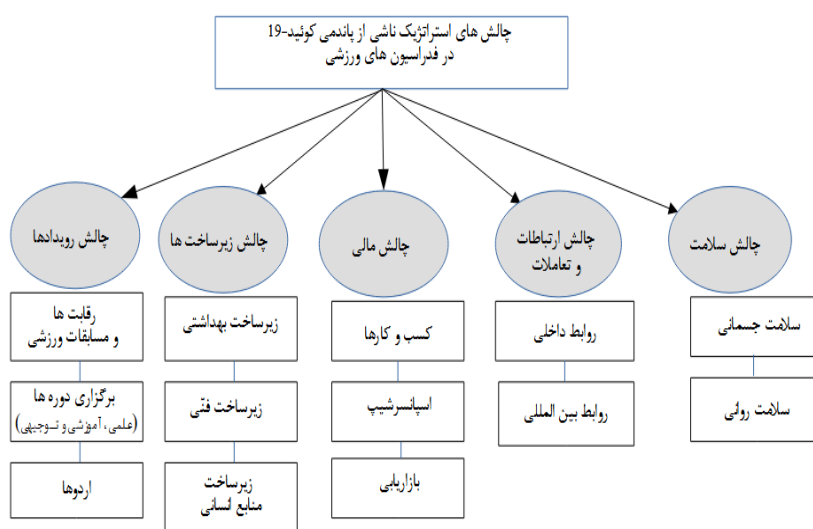 چالش های استراتژیک ناشی از پاندمی کوئید-19
در فدراسیون های ورزشی
چالش سلامت
چالش ارتباطات
و تعاملات
چالش مالی
چالش زیرساخت ها
چالش رویدادها
سلامت جسمانی
سلامت روانی
روابط داخلی
روابط بین المللی
کسب و کارها
اسپانسرشیپ
بازاریابی
زیرساخت بهداشتی
زیرساخت فنّی
زیرساخت
منابع انسانی
رقابت ها
و مسابقات ورزشی
برگزاری دوره ها
(علمی، آموزشی و توجیهی)
اردوها